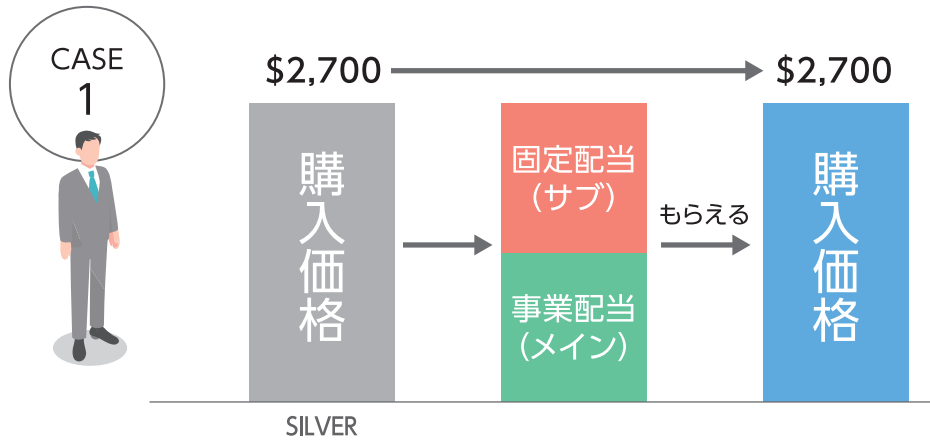 CASE
1
$2,700
$2,700
購入価格
固定配当
(サブ)
事業配当
(メイン)
もらえる
購入価格
SILVER